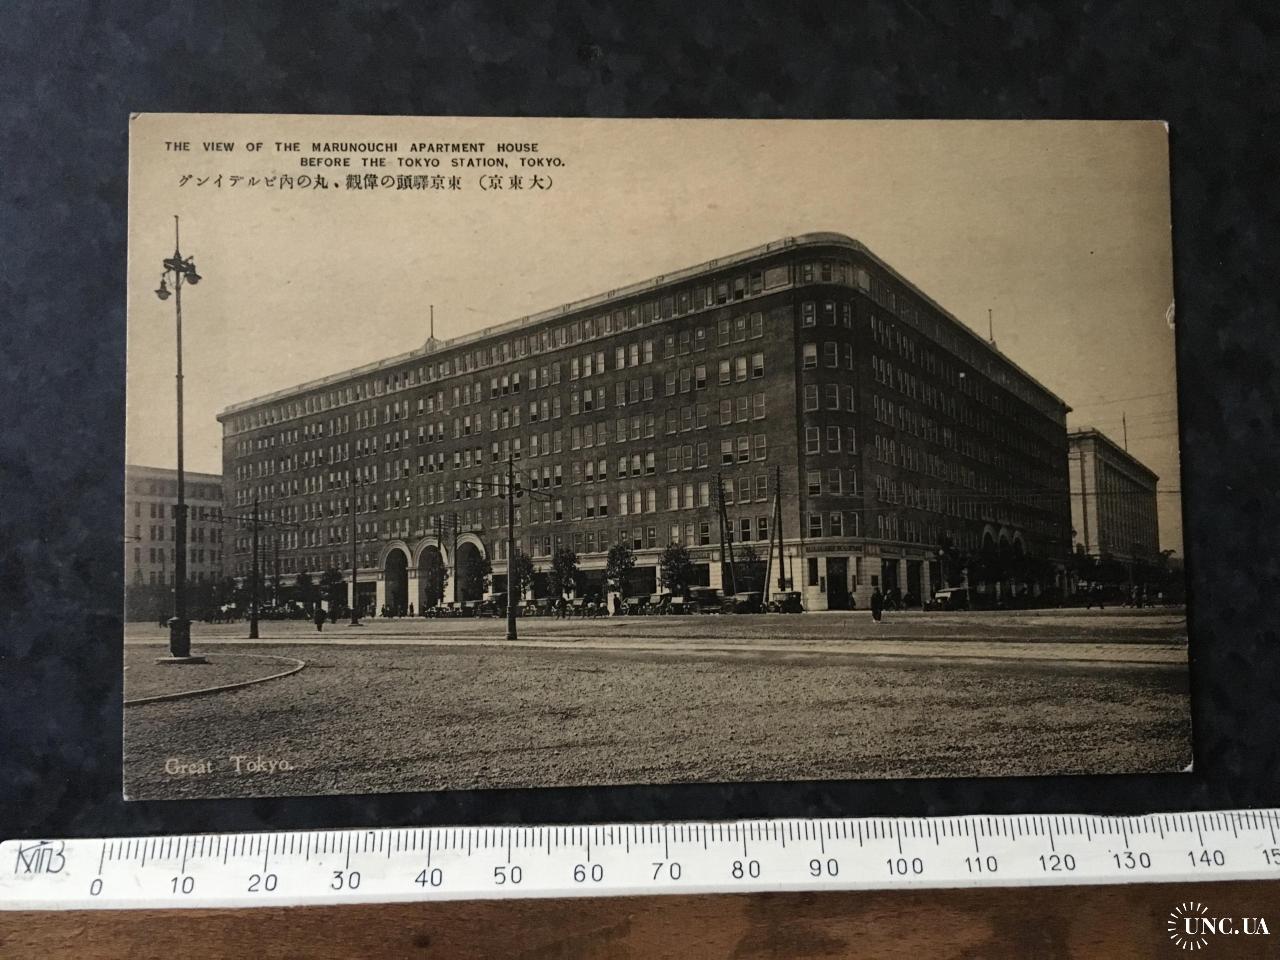 THE VIEW OF THE MARUNOUCHI APARTMENT HOUSE
BEFORE THE TOKYO STATION, TOKYO.
グンイデルビ內の丸、觀偉の頭驛京東 （京東大）
Great Tokyo.
0 10 20 30 40 50 60 70 80 90 100 110 120 130 140 15
UNC.UA